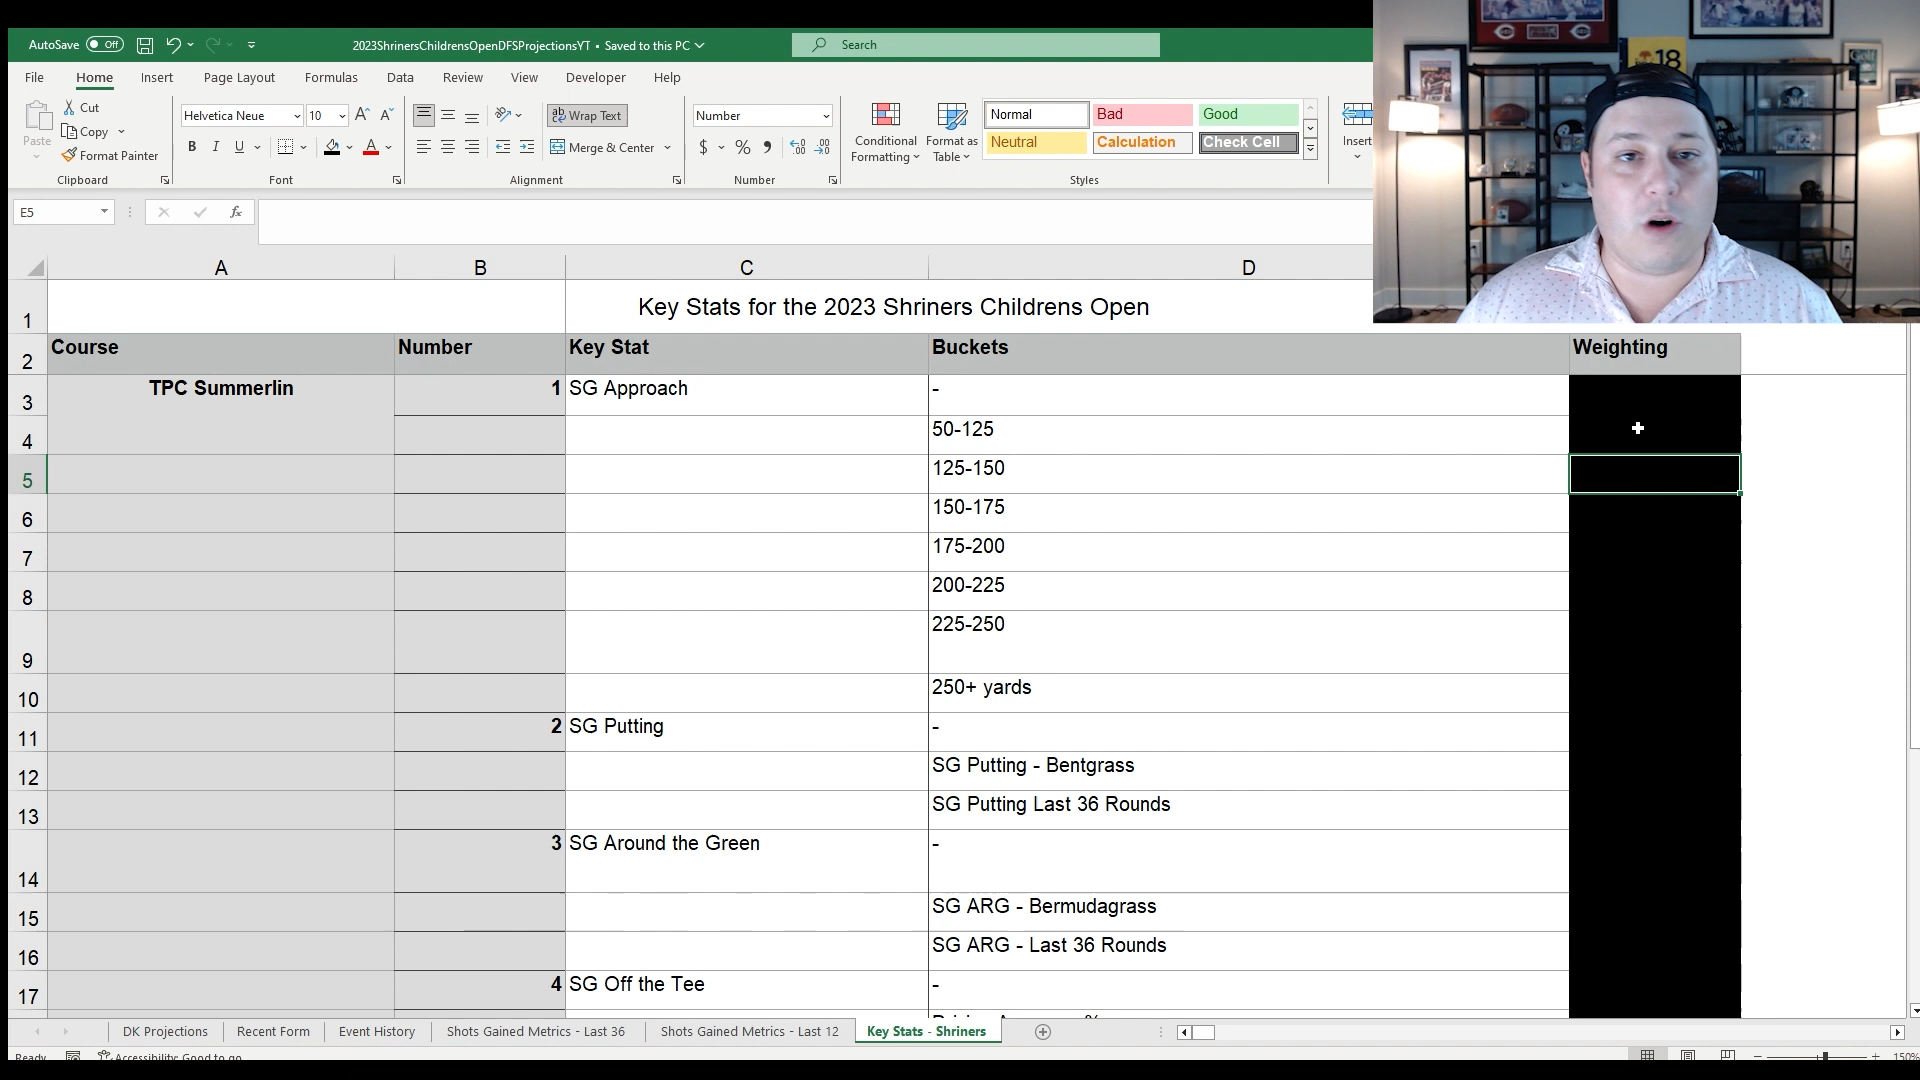 AutoSave Off
2023ShrinersChildrensOpenDFSProjectionsYT • Saved to this PC
Search
File Home Insert Page Layout Formulas Data Review View Developer Help
Paste
Cut
Copy
Format Painter
Clipboard
Helvetica Neue 10
B I U
Font
Wrap Text
Merge & Center
Alignment
Number
$ % 9
Number
Conditional Formatting
Format as Table
Normal Bad Good
Neutral Calculation Check Cell
Styles
Insert
18
E5
fx
A B C D
1 Key Stats for the 2023 Shriners Childrens Open
2 Course Number Key Stat Buckets Weighting
3 TPC Summerlin 1 SG Approach -
4 50-125
5 125-150
6 150-175
7 175-200
8 200-225
9 225-250
10 250+ yards
11 2 SG Putting -
12 SG Putting - Bentgrass
13 SG Putting Last 36 Rounds
14 3 SG Around the Green -
15 SG ARG - Bermudagrass
16 SG ARG - Last 36 Rounds
17 4 SG Off the Tee -
DK Projections Recent Form Event History Shots Gained Metrics - Last 36 Shots Gained Metrics - Last 12 Key Stats - Shriners
Ready Accessibility: Good to go 150%